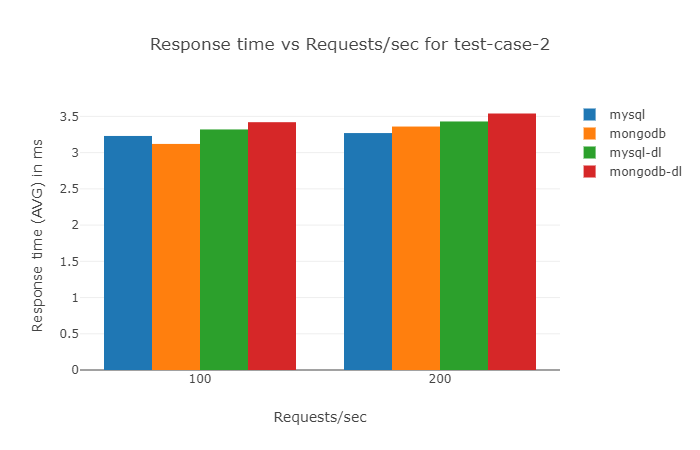 Response time vs Requests/sec for test-case-2
Response time (AVG) in ms
3.5
3
2.5
2
1.5
1
0.5
0
100
200
Requests/sec
mysql
mongodb
mysql-dl
mongodb-dl